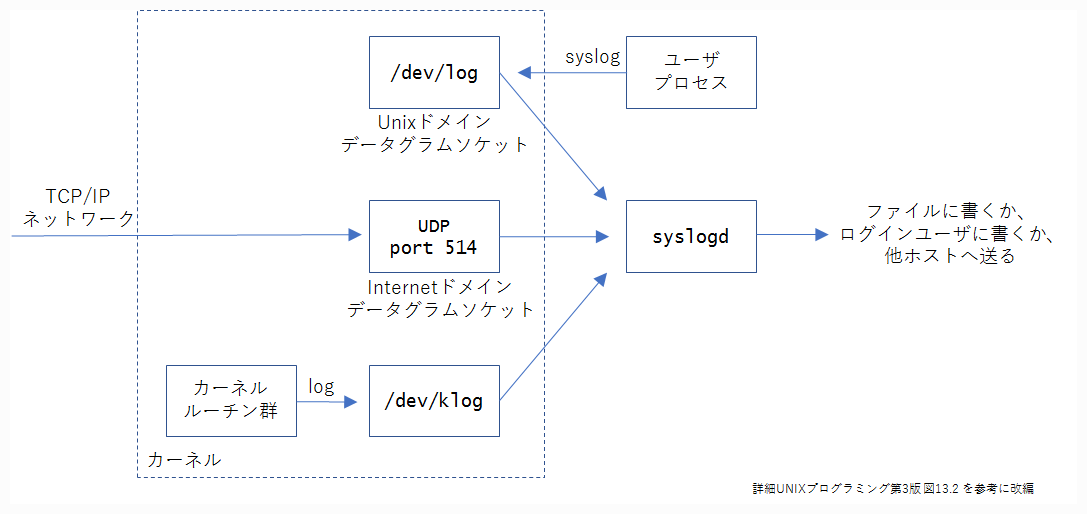 /dev/log
syslog
ユーザ
プロセス
Unixドメイン
データグラムソケット
TCP/IP
ネットワーク
UDP
port 514
Internetドメイン
データグラムソケット
syslogd
ファイルに書くか、
ログインユーザに書くか、
他ホストへ送る
カーネル
ルーチン群
log
/dev/klog
カーネル
詳細UNIXプログラミング第3版 図13.2 を参考に改編